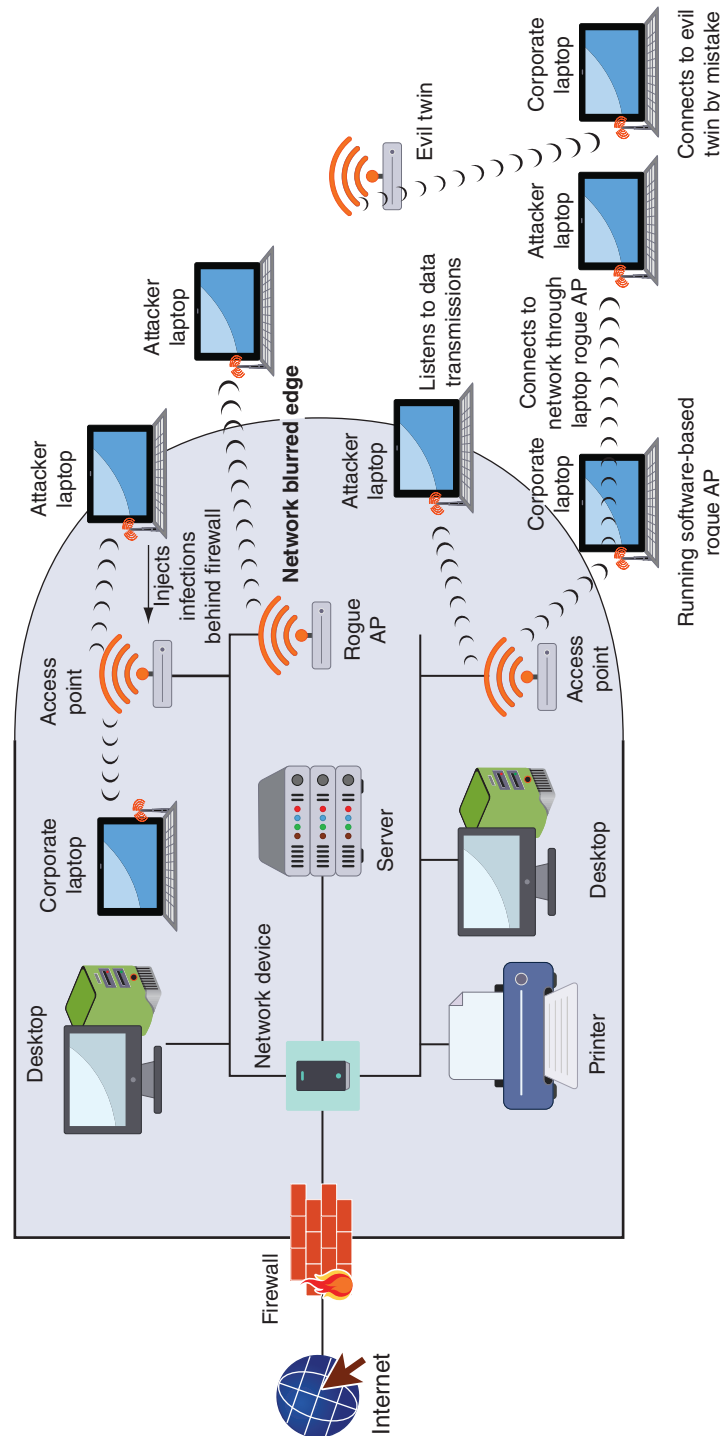 Internet
Firewall
Desktop
Network device
Printer
Corporate
laptop
Server
Desktop
Access
point
Injects
infections
behind firewall
Rogue
AP
Access
point
Attacker
laptop
Network blurred edge
Attacker
laptop
Attacker
laptop
Listens to data
transmissions
Corporate
laptop
Running software-based
rogue AP
Connects to
network through
laptop rogue AP
Evil twin
Attacker
laptop
Corporate
laptop
Connects to evil
twin by mistake